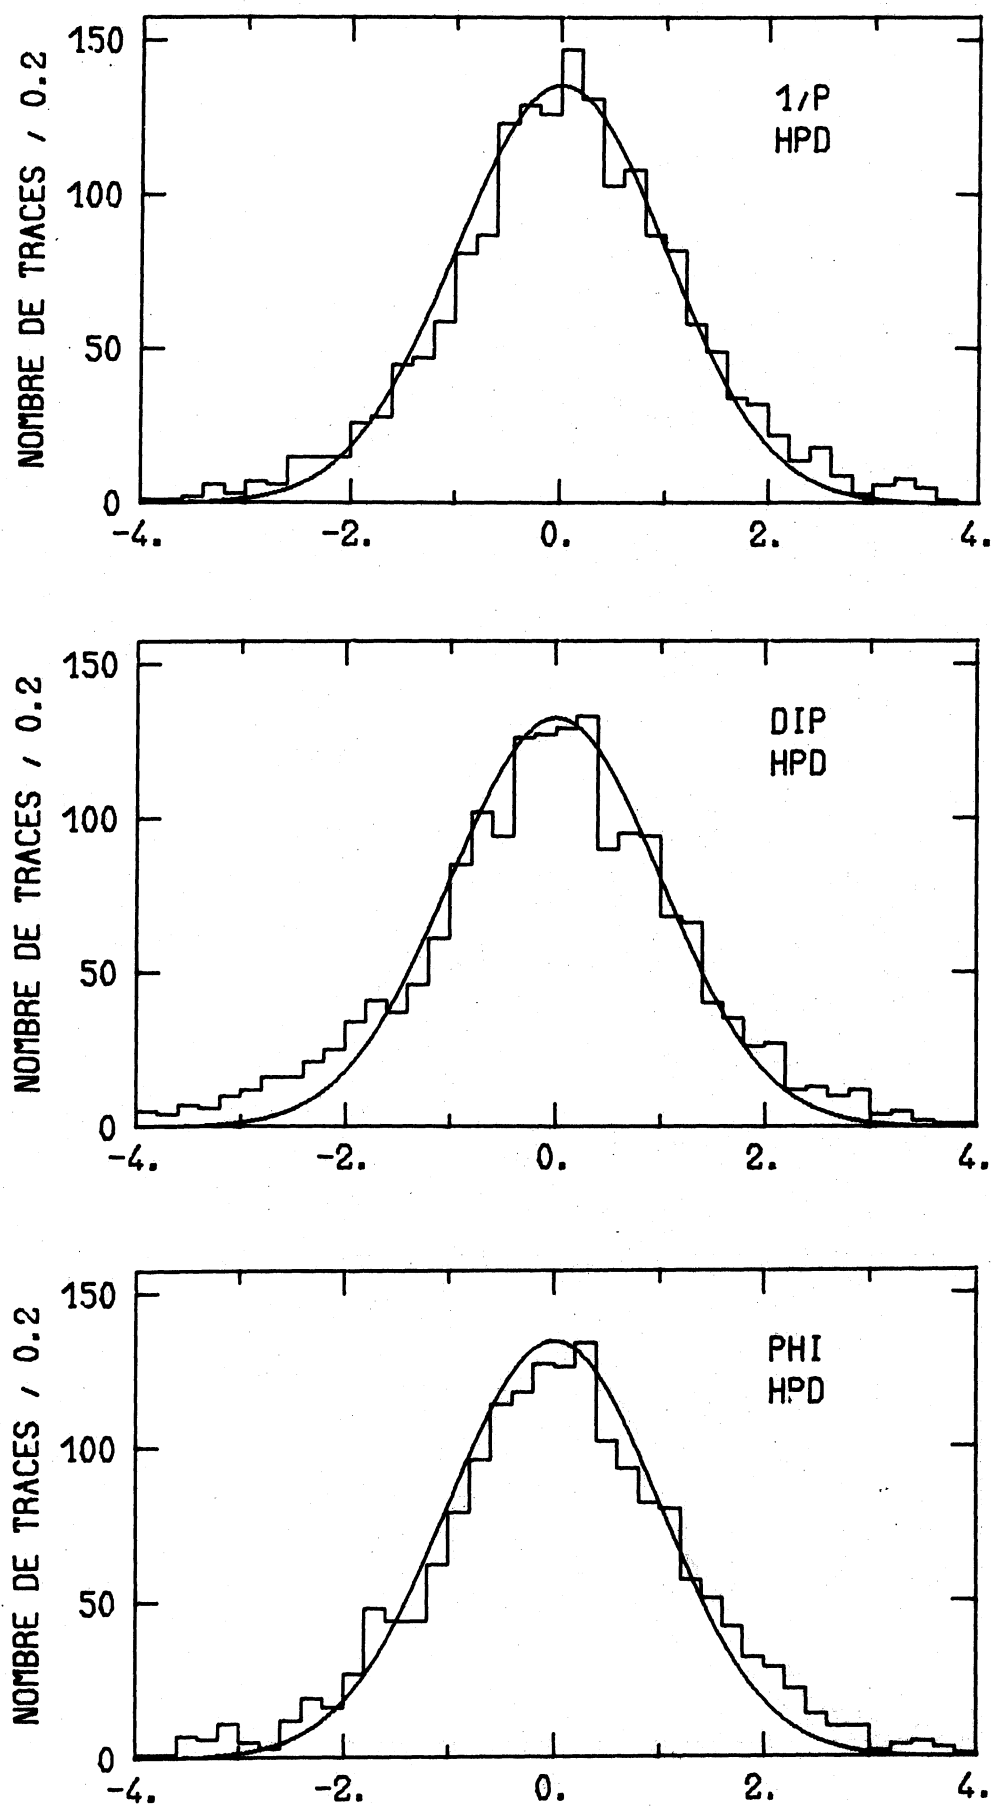 NOMBRE DE TRACES / 0.2
150
100
50
0
1/P
HPD
-4. -2. 0. 2. 4.
NOMBRE DE TRACES / 0.2
150
100
50
0
DIP
HPD
-4. -2. 0. 2. 4.
NOMBRE DE TRACES / 0.2
150
100
50
0
PHI
HPD
-4. -2. 0. 2. 4.